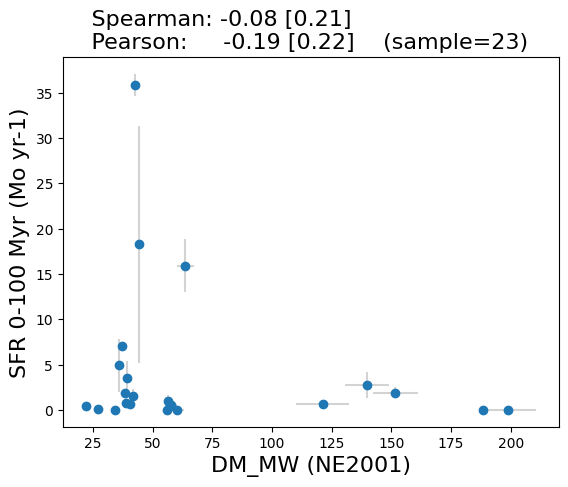 Spearman: -0.08 [0.21]
Pearson: -0.19 [0.22] (sample=23)
SFR 0-100 Myr (Mo yr-1)
35
30
25
20
15
10
5
0
25 50 75 100 125 150 175 200
DM_MW (NE2001)